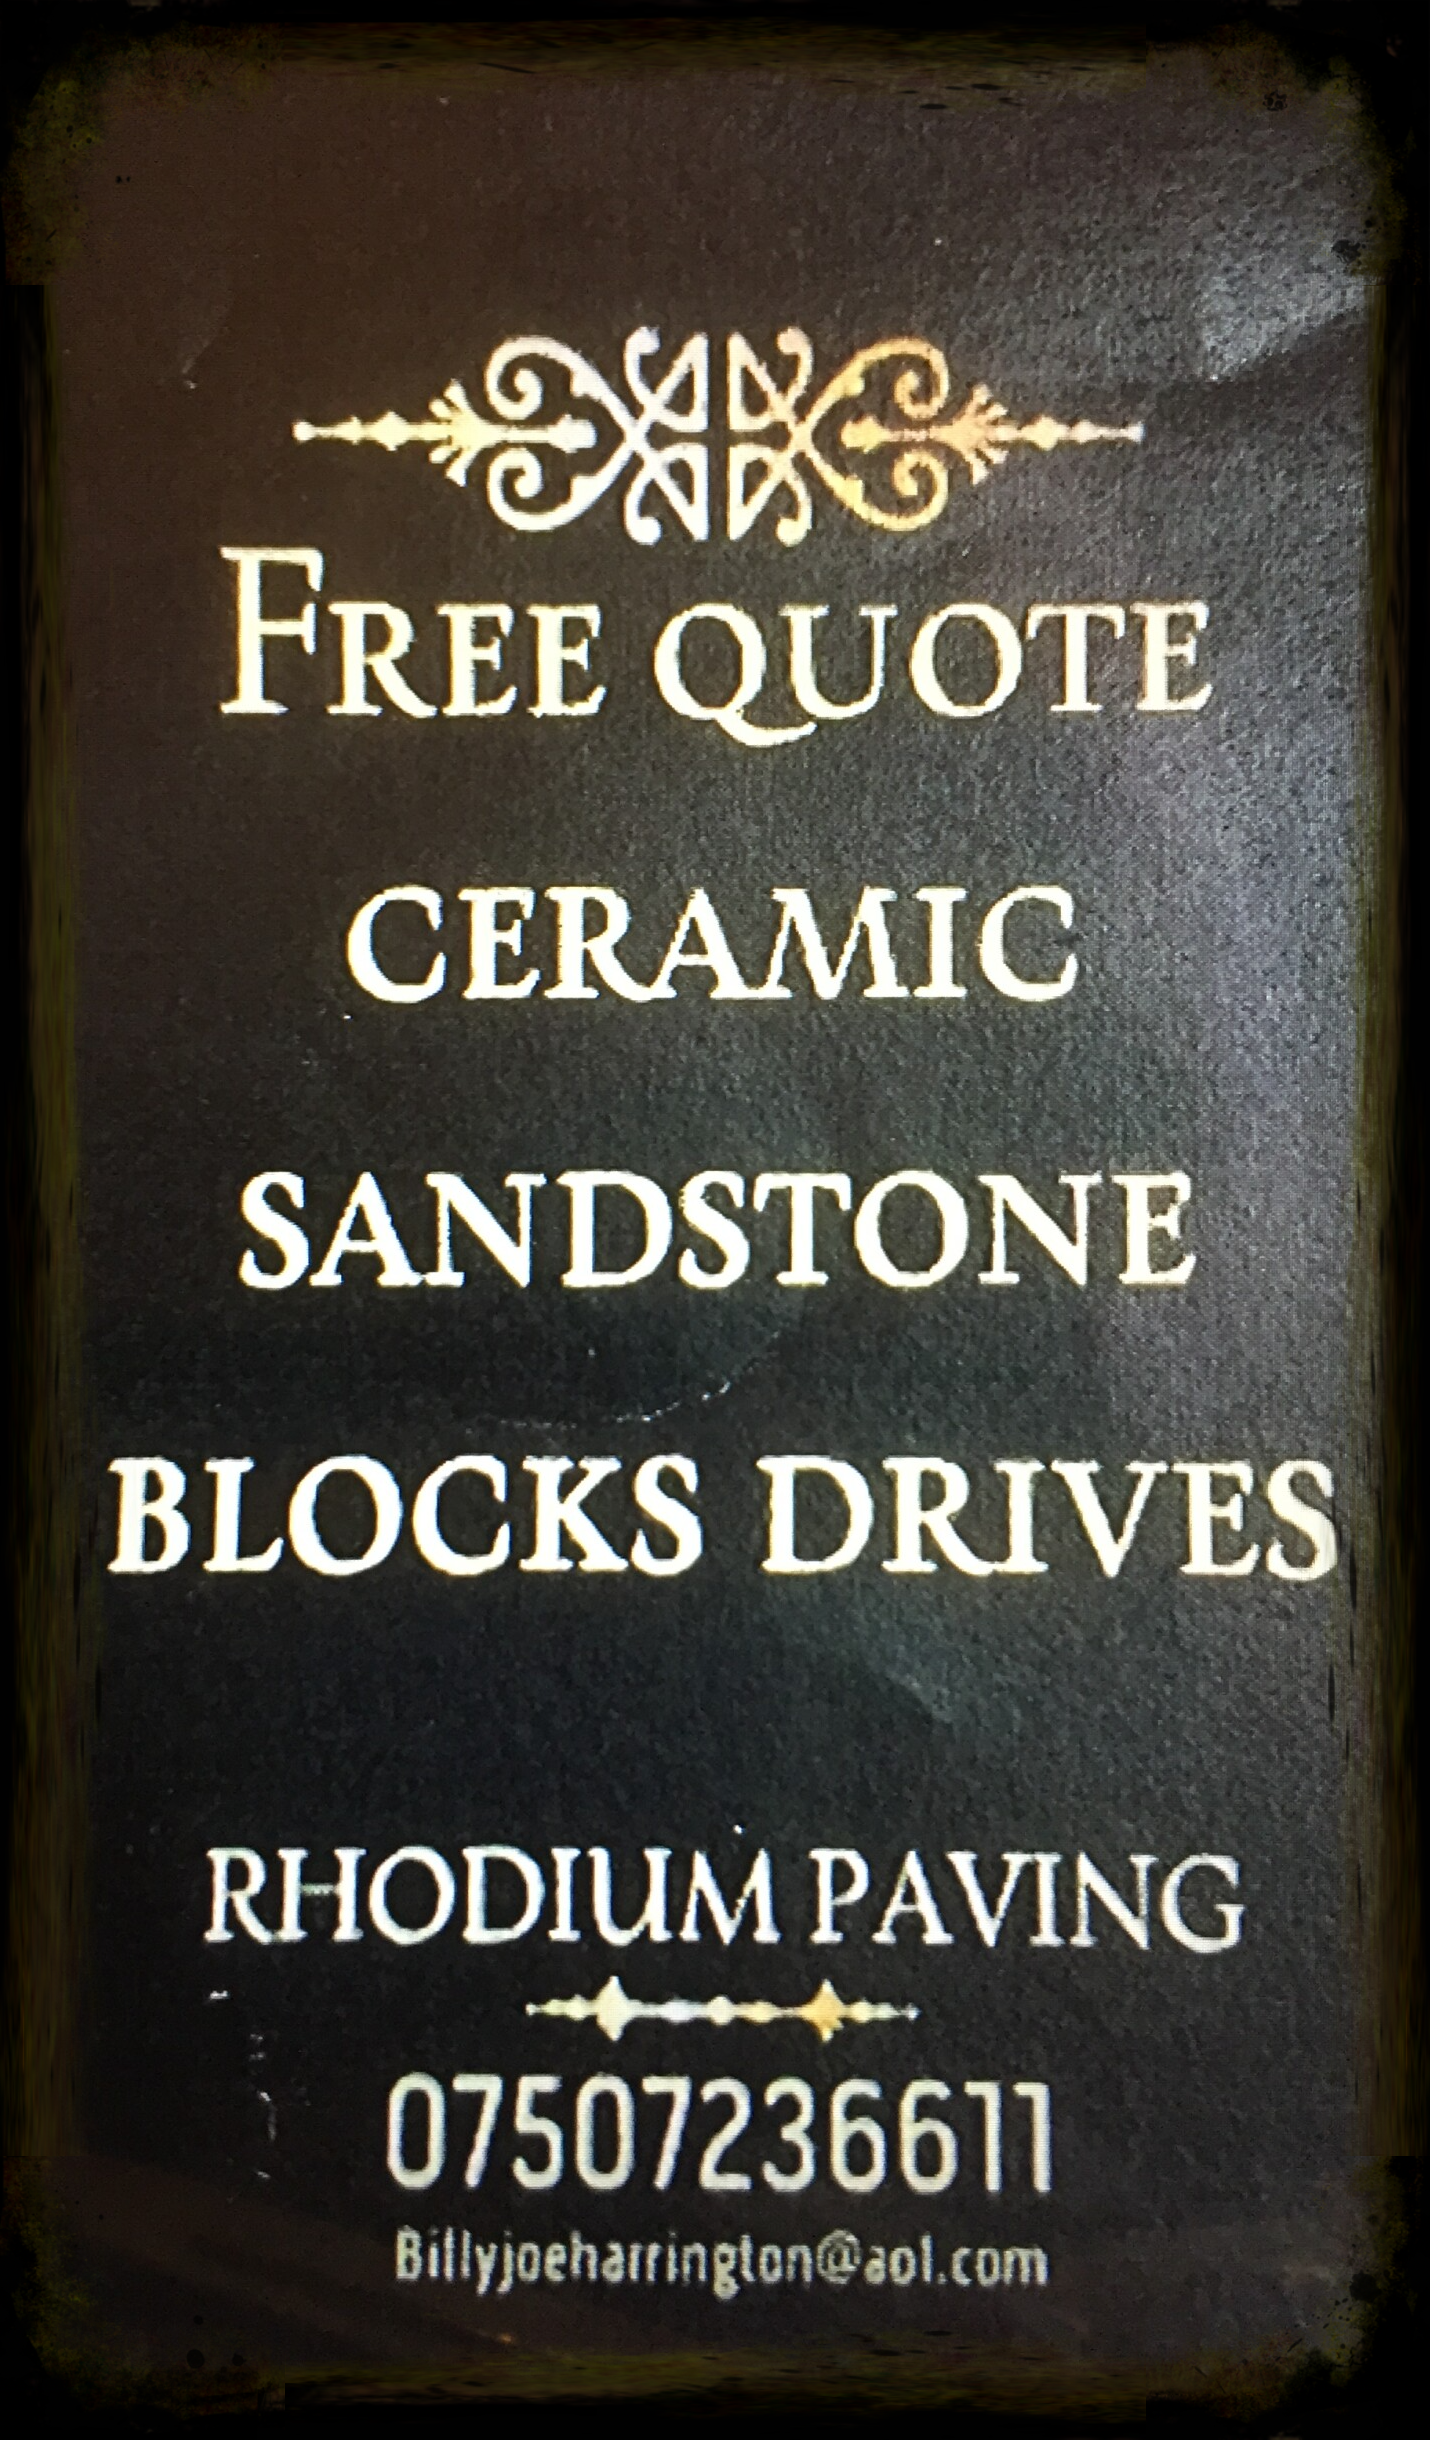 FREE QUOTE
CERAMIC
SANDSTONE
BLOCKS DRIVES
RHODIUM PAVING
07507236611
Billyjoeharrington@aol.com